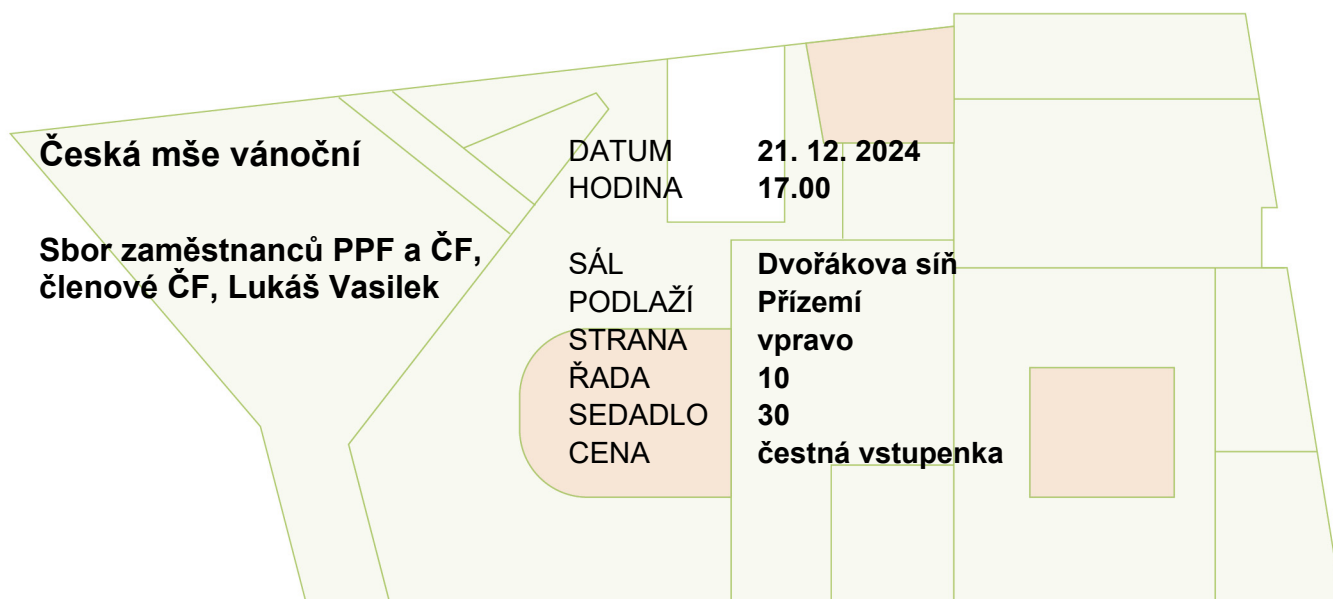 Česká mše vánoční
Sbor zaměstnanců PPF a ČF,
členové ČF, Lukáš Vasilek
DATUM 21. 12. 2024
HODINA 17.00
SÁL Dvořákova síň
PODLAŽÍ Přízemí
STRANA vpravo
ŘADA 10
SEDADLO 30
CENA čestná vstupenka